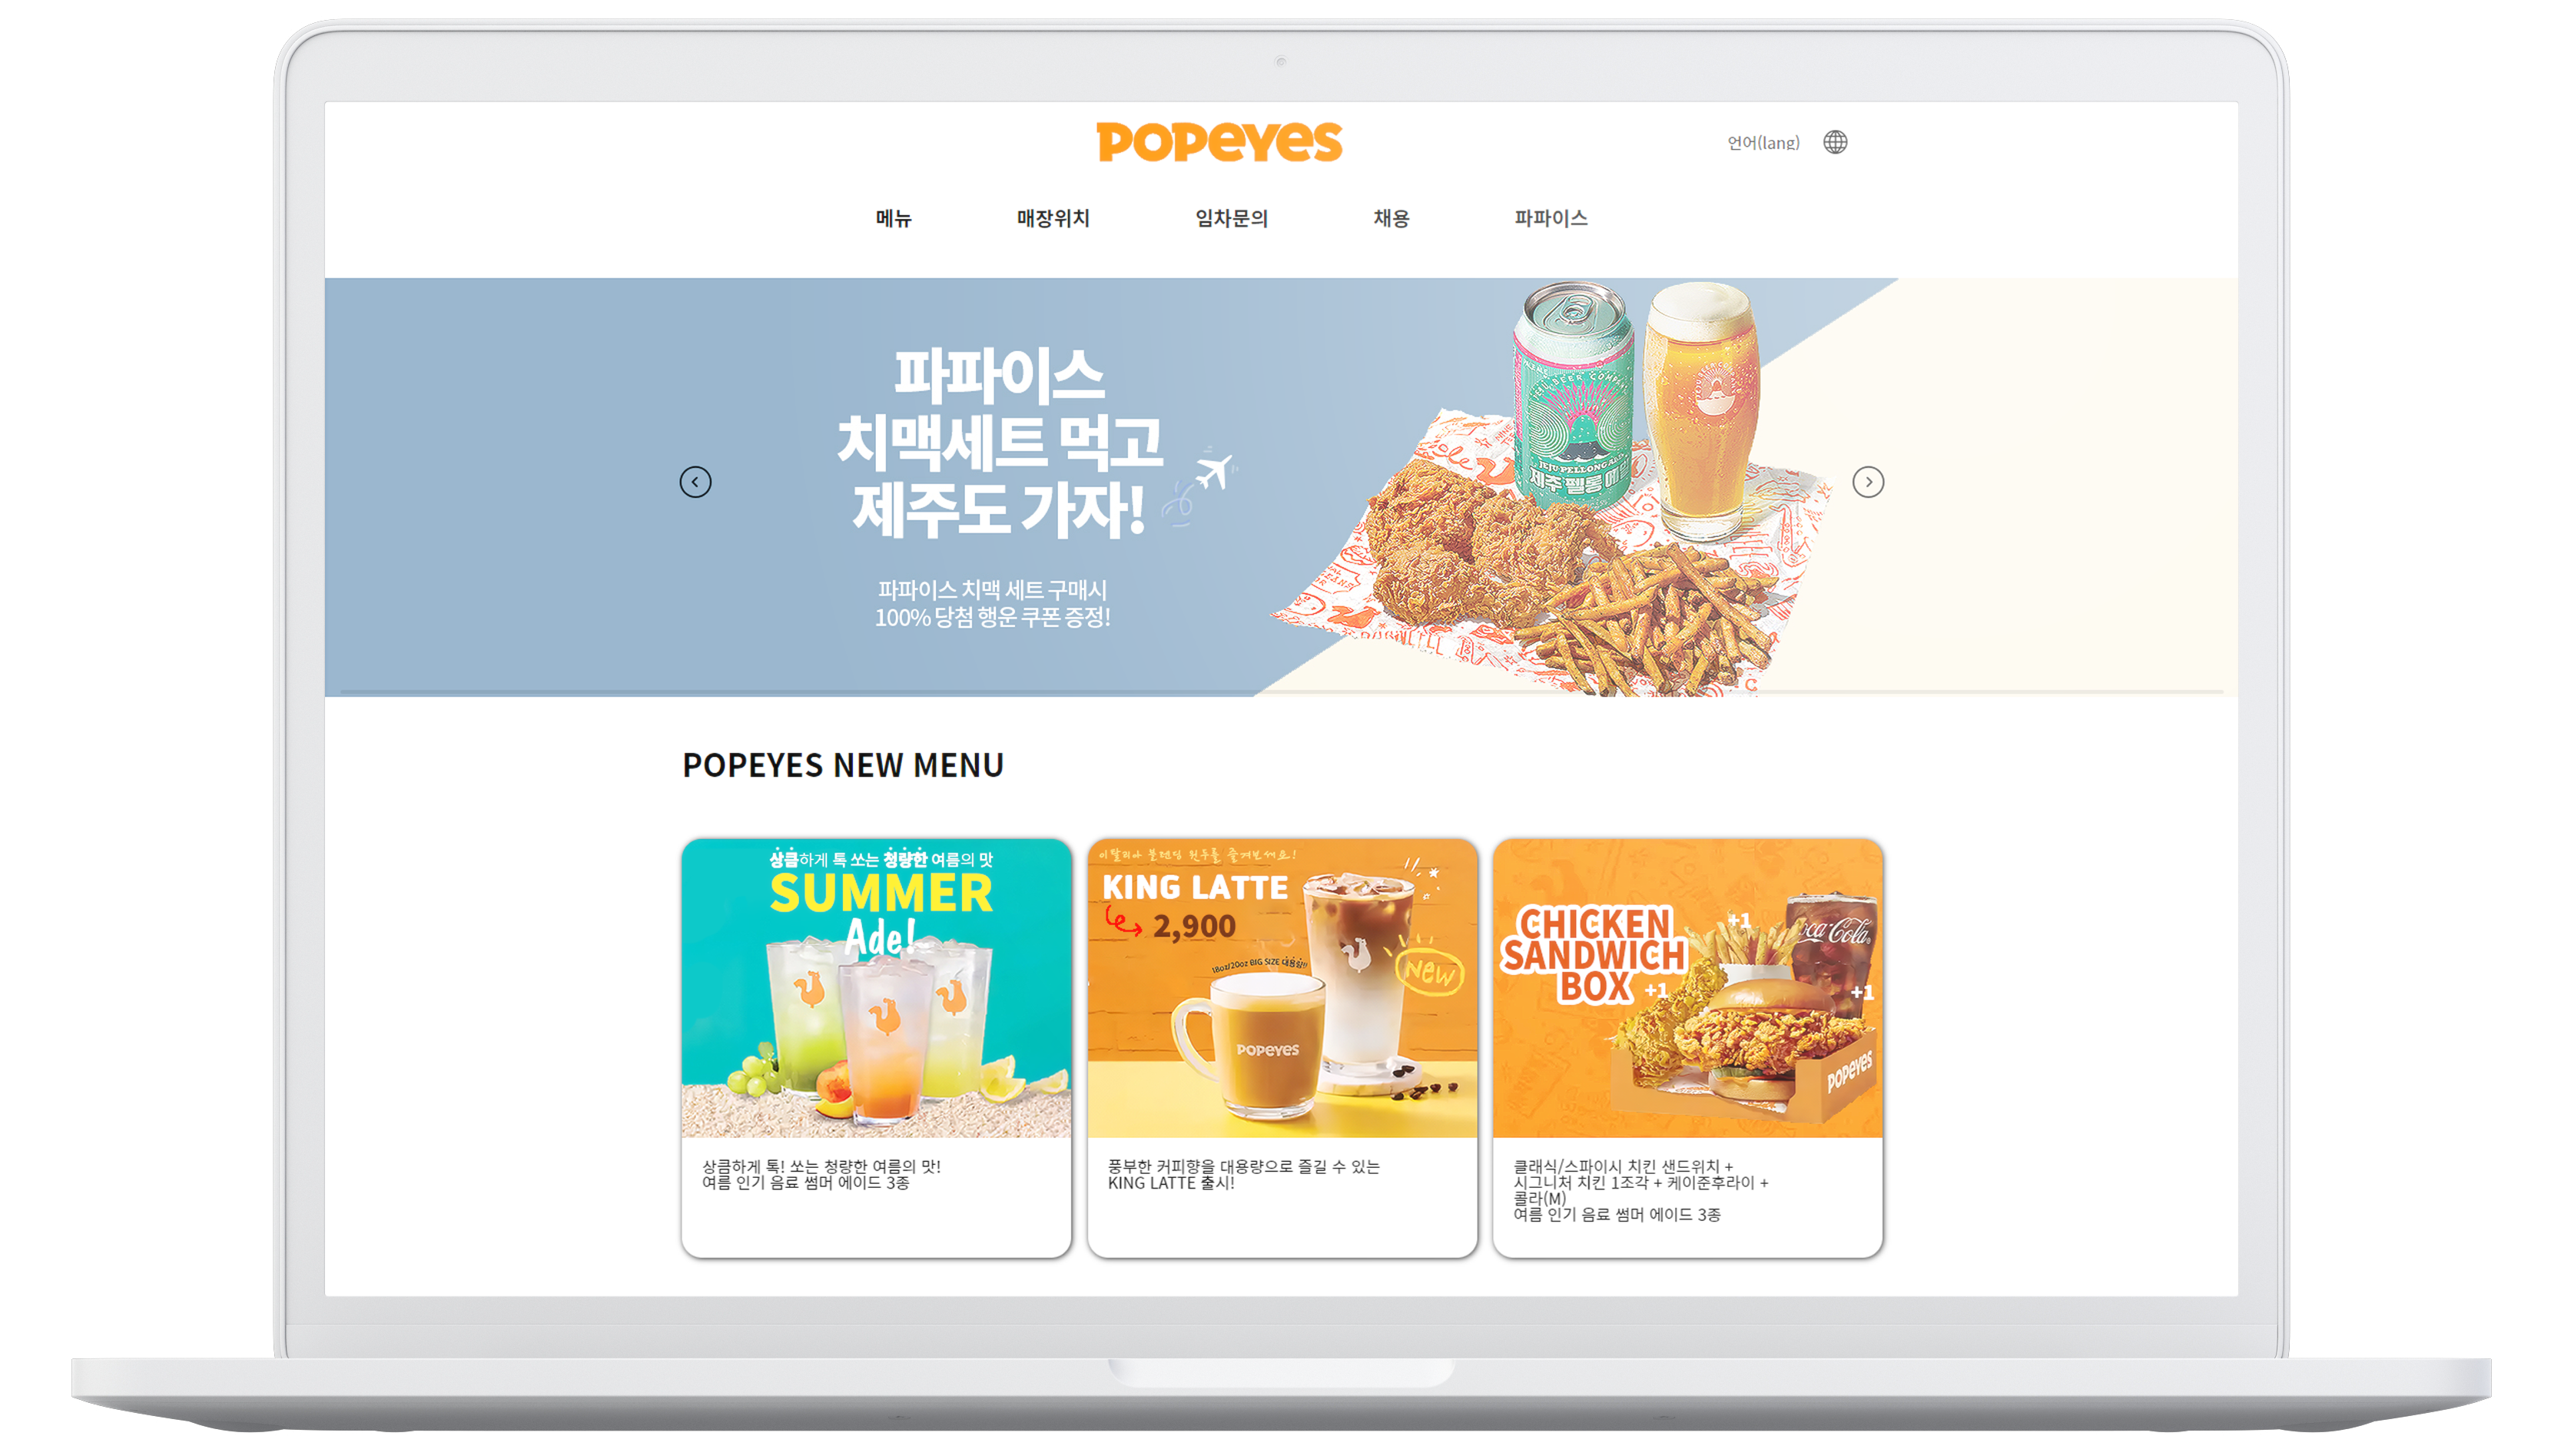 POPEYES
언어(lang)
메뉴
매장위치
임차문의
채용
파파이스
파파이스
치맥세트 먹고
제주도 가자!
파파이스 치맥 세트 구매시
100% 당첨 행운 쿠폰 증정!
JEJU PELLONG ALE
제주 펠롱 에일
POPEYES NEW MENU
상큼하게 톡 쏘는 청량한 여름의 맛
SUMMER
Ade!
이탈리아 블렌딩 원두를 즐겨보세요!
KING LATTE
2,900
18oz/20oz BIG SIZE 대용량!!
New
POPEYES
CHICKEN
SANDWICH
BOX
+1
+1
+1
Coca-Cola
POPEYES
상큼하게 톡! 쏘는 청량한 여름의 맛!
여름 인기 음료 썸머 에이드 3종
풍부한 커피향을 대용량으로 즐길 수 있는
KING LATTE 출시!
클래식/스파이시 치킨 샌드위치 +
시그니처 치킨 1조각 + 케이준후라이 +
콜라(M)
여름 인기 음료 썸머 에이드 3종